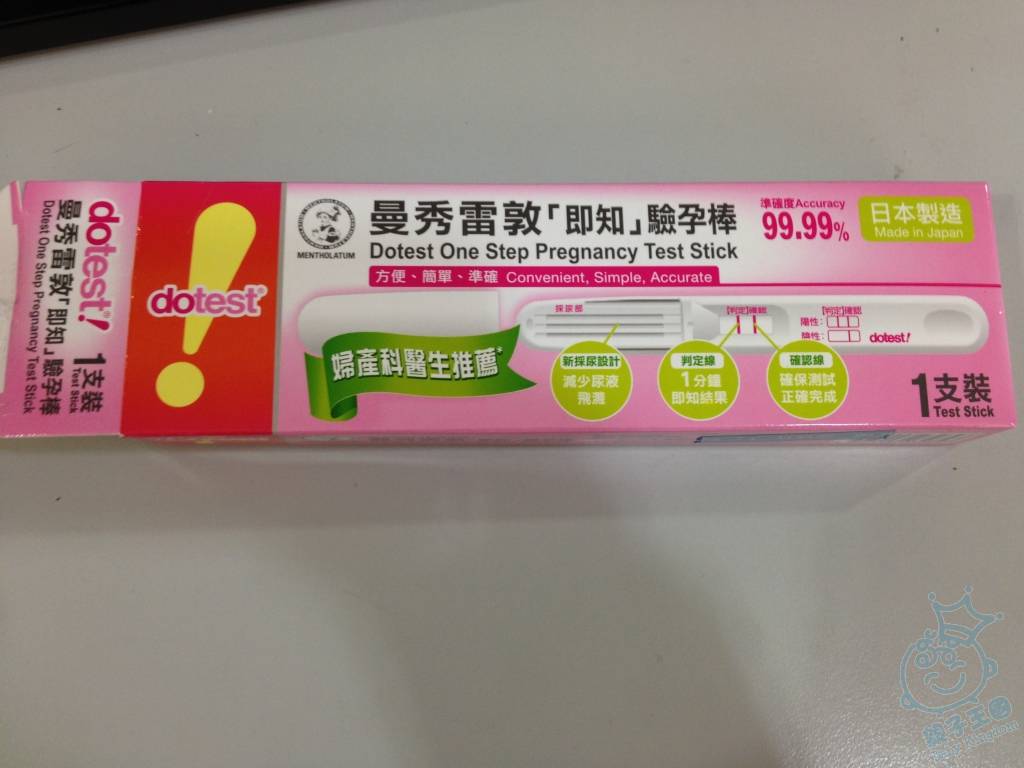 dotest!
曼秀雷敦「即知」驗孕棒
Dotest One Step Pregnancy Test Stick
1支裝
1 Test Stick
dotest®
MENTHOLATUM
曼秀雷敦「即知」驗孕棒
Dotest One Step Pregnancy Test Stick
方便、簡單、準確 Convenient, Simple, Accurate
準確度Accuracy
99.99%
日本製造
Made in Japan
採尿部
【判定】確認
【判定】確認
陽性:
陰性:
dotest!
婦產科醫生推薦*
新採尿設計
減少尿液
飛濺
判定線
1分鐘
即知結果
確認線
確保測試
正確完成
1支裝
Test Stick
親子王國
Baby Kingdom